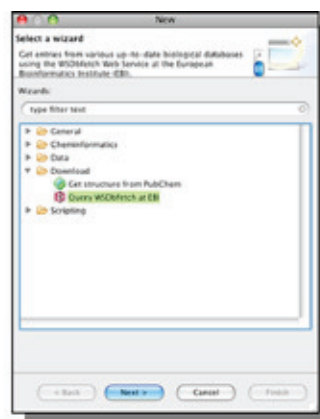 New
Select a wizard
Get entries from various up-to-date biological databases
using the WSDbfetch Web Service at the European
Bioinformatics Institute (EBI).
Wizards:
type filter text
General
Cheminformatics
Data
Download
Get structure from PubChem
Query WSDbfetch at EBI
Scripting
< Back
Next >
Cancel
Finish